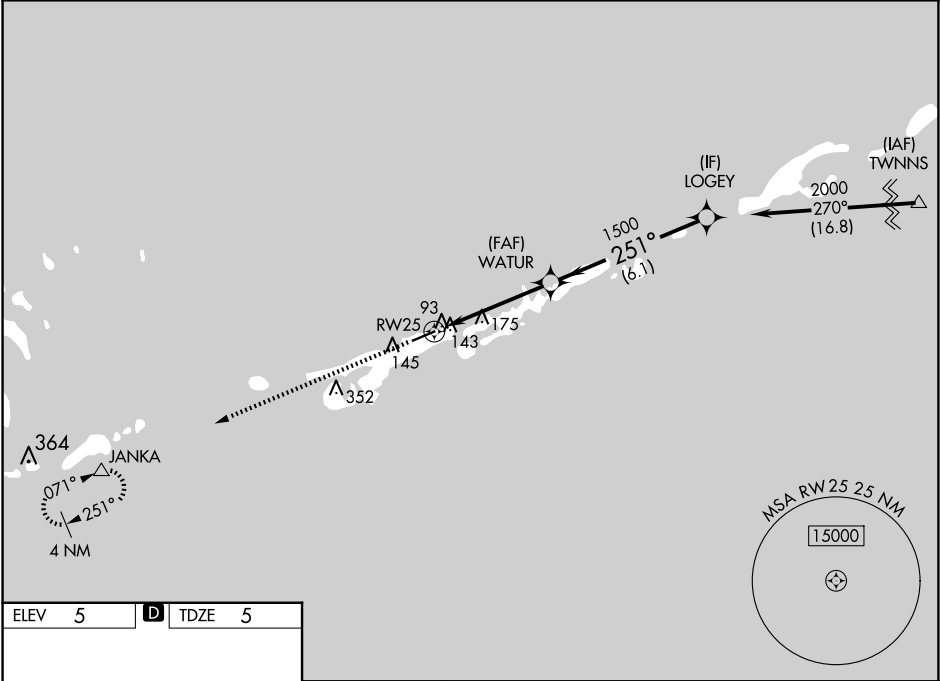 (IAF)
TWNNS
(IF)
LOGEY
2000
270°
(16.8)
1500
251°
(6.1)
(FAF)
WATUR
93
RW25
175
143
145
352
364
JANKA
071°
251°
4 NM
MSA RW25 25 NM
15000
ELEV 5 D TDZE 5